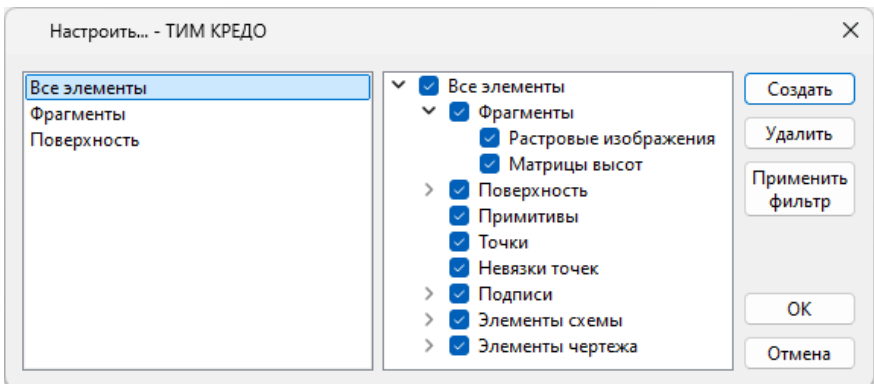 Настроить... - ТИМ КРЕДО
Все элементы
Фрагменты
Поверхность
Все элементы
Фрагменты
Растровые изображения
Матрицы высот
Поверхность
Примитивы
Точки
Невязки точек
Подписи
Элементы схемы
Элементы чертежа
Создать
Удалить
Применить
фильтр
ОК
Отмена